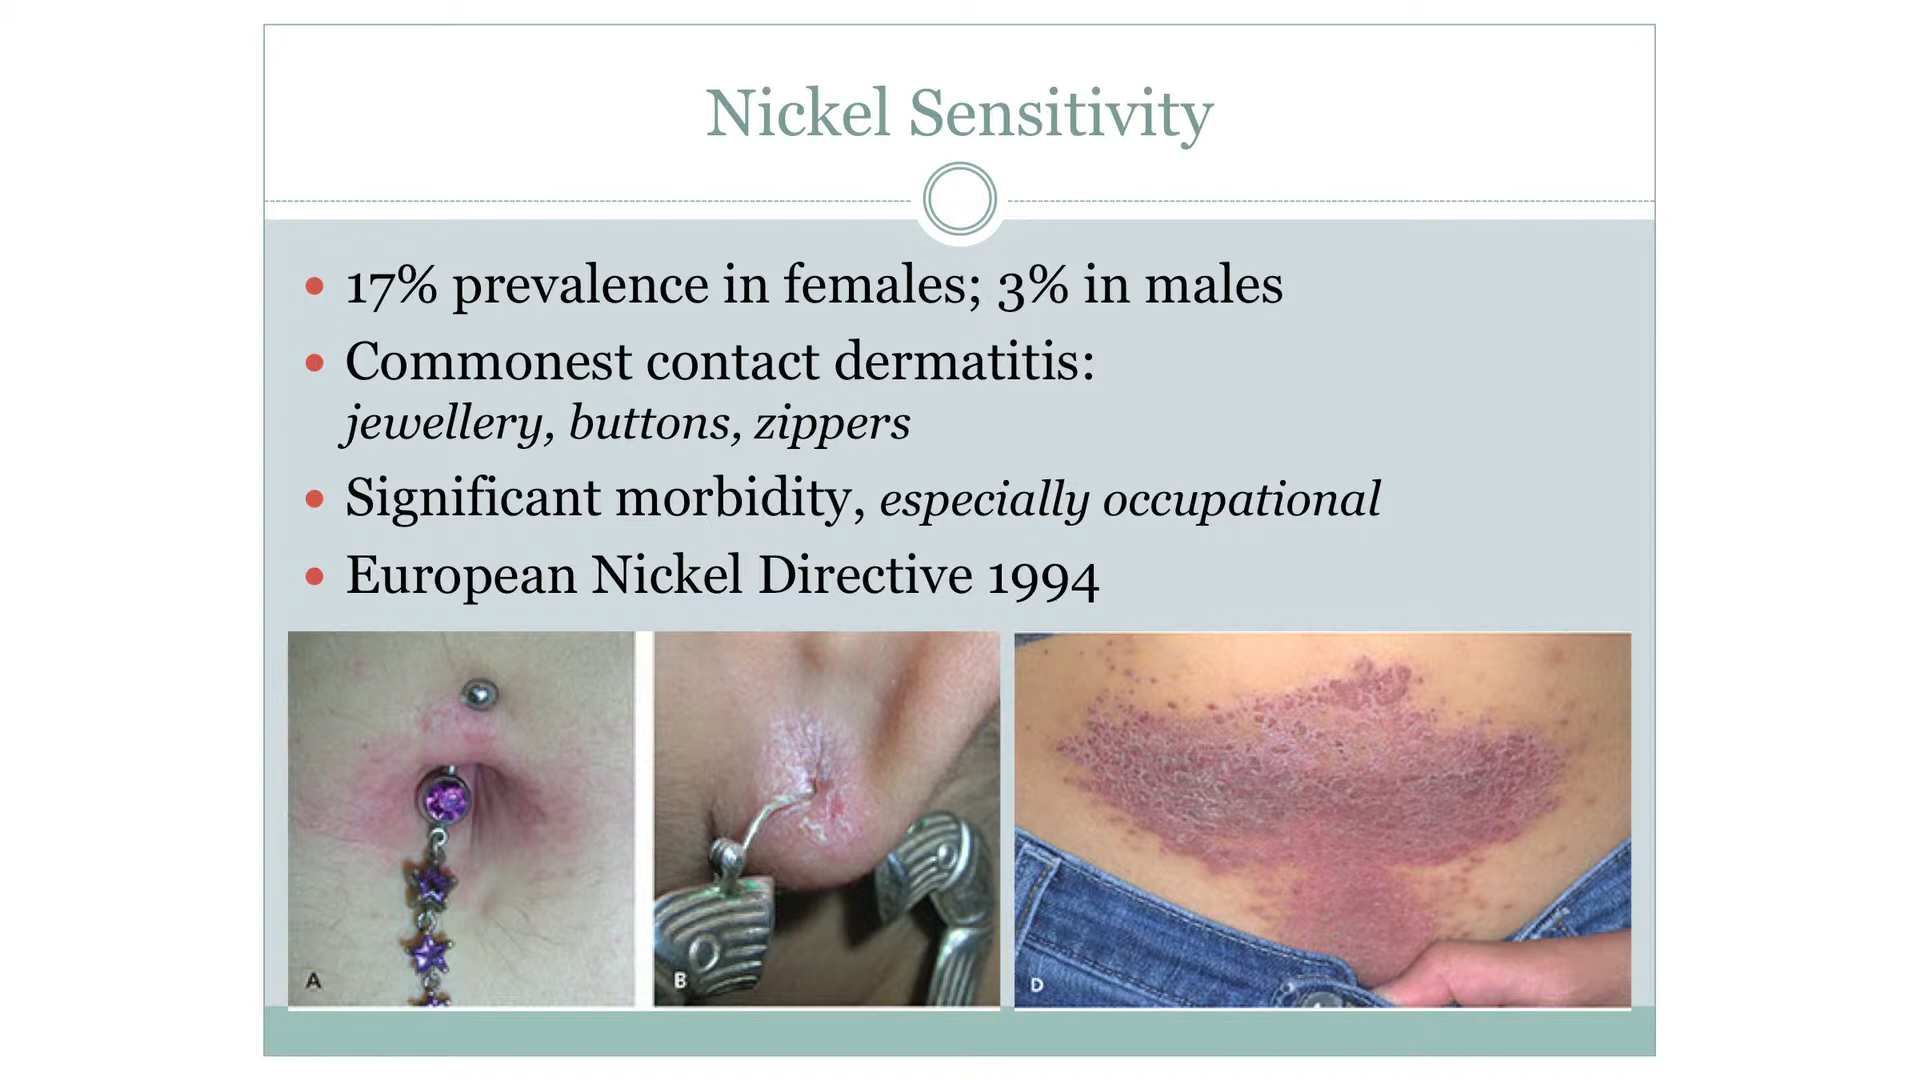 Nickel Sensitivity
17% prevalence in females; 3% in males
Commonest contact dermatitis:
jewellery, buttons, zippers
Significant morbidity, especially occupational
European Nickel Directive 1994
A
B
D